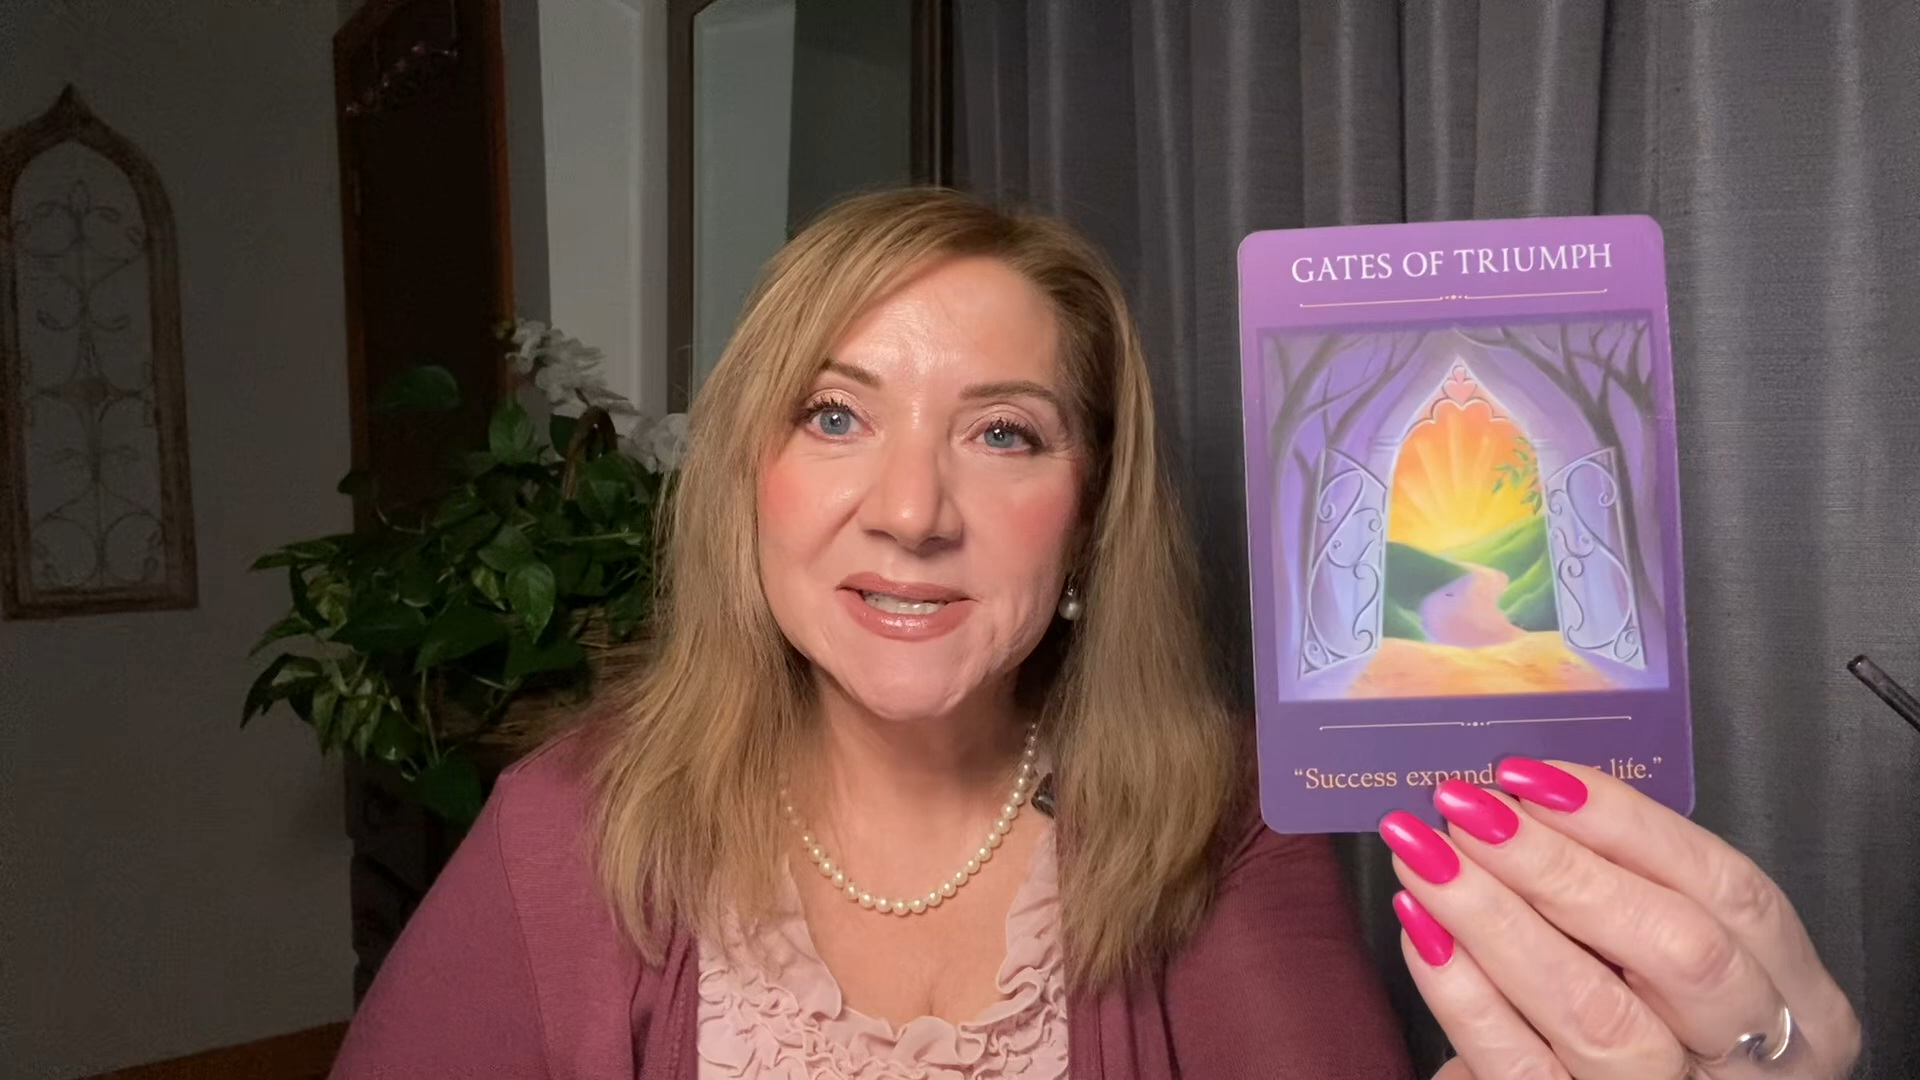 GATES OF TRIUMPH
“Success expand life.”